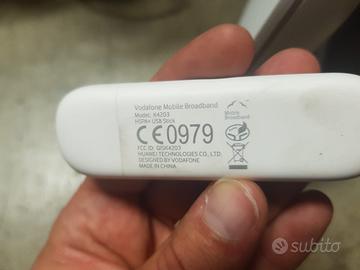 Vodafone Mobile Broadband
Model: K4203
HSPA+ USB Stick
CE0979
FCC ID: QISK4203
HUAWEI TECHNOLOGIES CO., LTD.
DESIGNED BY VODAFONE
MADE IN CHINA
Mobile
Broadband
subito